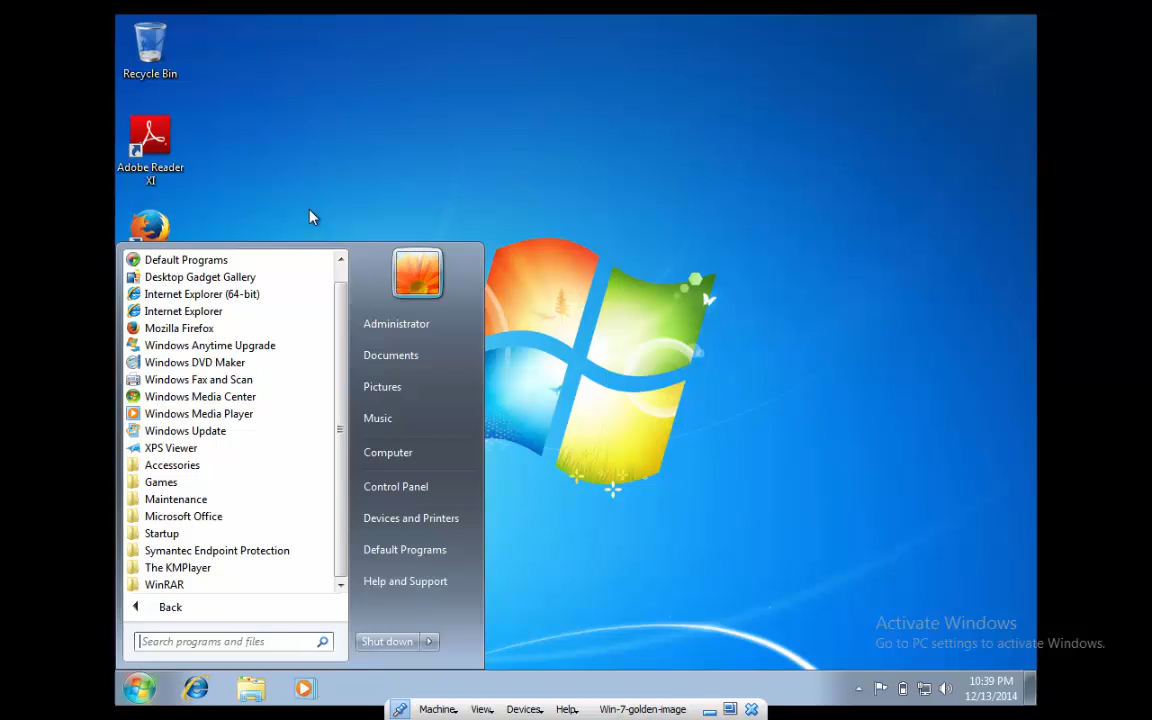 Recycle Bin
Adobe Reader
XI
Default Programs
Desktop Gadget Gallery
Internet Explorer (64-bit)
Internet Explorer
Mozilla Firefox
Windows Anytime Upgrade
Windows DVD Maker
Windows Fax and Scan
Windows Media Center
Windows Media Player
Windows Update
XPS Viewer
Accessories
Games
Maintenance
Microsoft Office
Startup
Symantec Endpoint Protection
The KMPlayer
WinRAR
Back
Search programs and files
Administrator
Documents
Pictures
Music
Computer
Control Panel
Devices and Printers
Default Programs
Help and Support
Shut down
Activate Windows
Go to PC settings to activate Windows.
10:39 PM
12/13/2014
Machine View Devices Help Win-7-golden-image